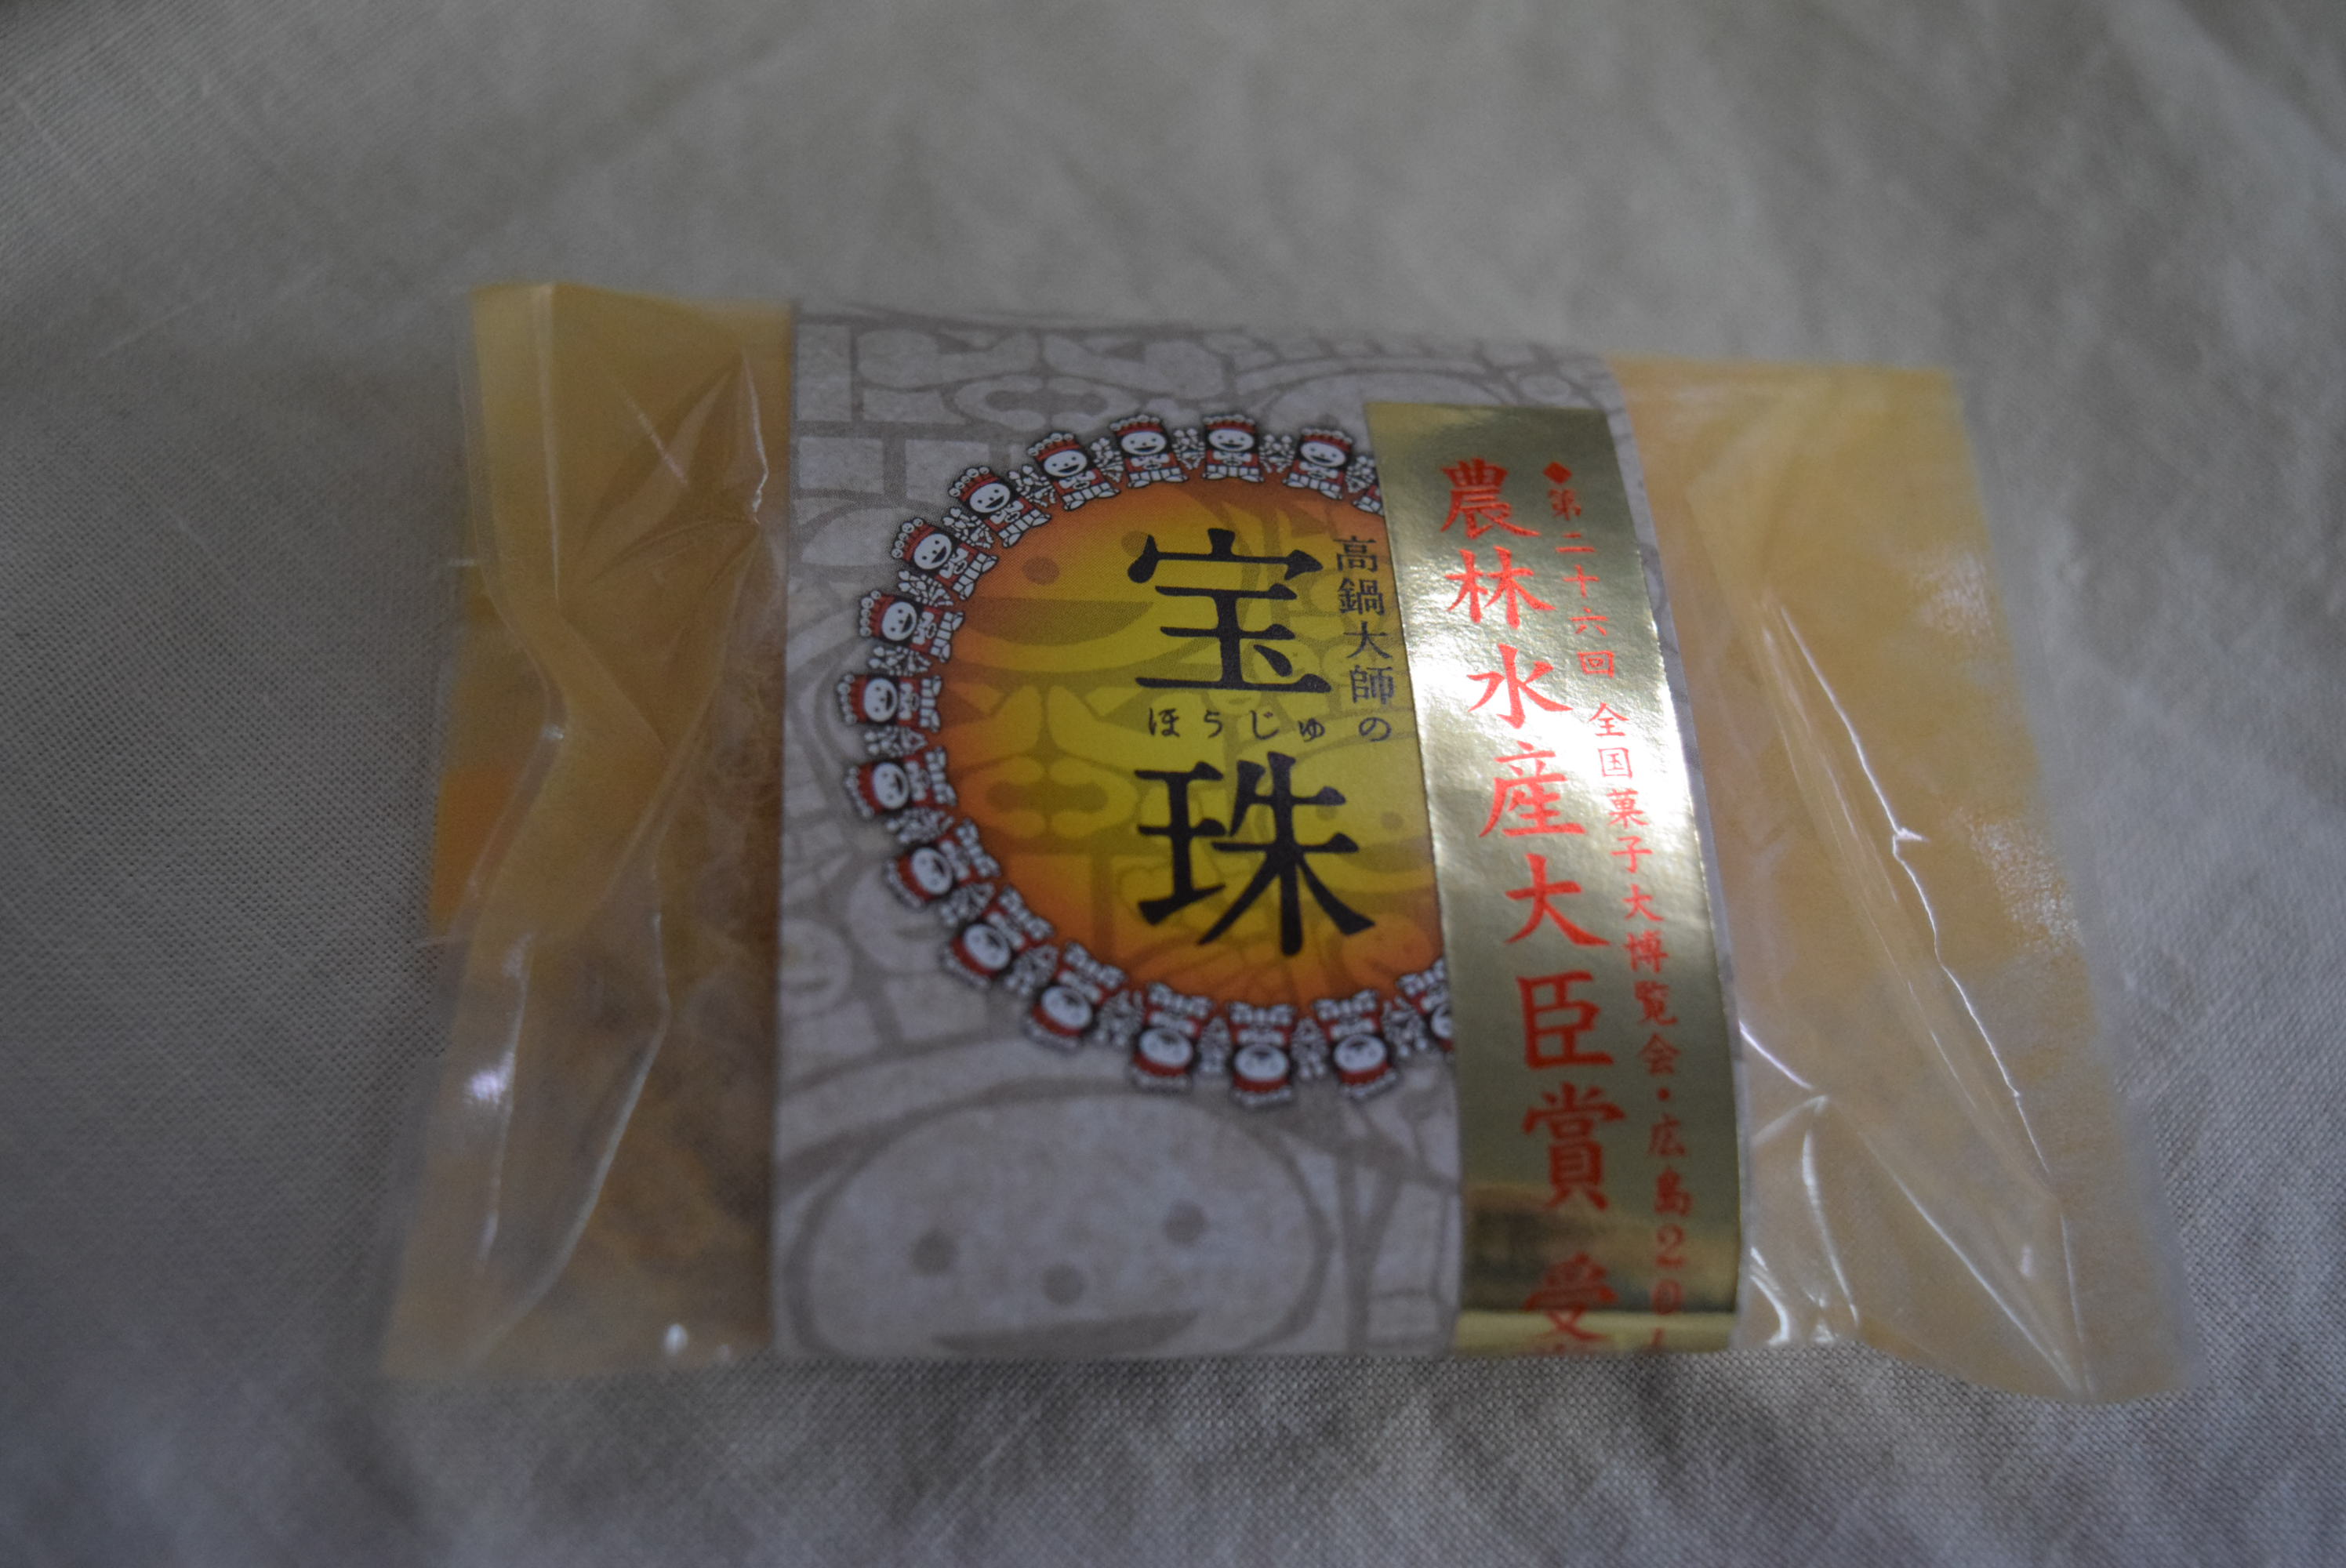 ◆第二十六回 全国菓子大博覧会・広島20
農林水産大臣賞 受
高鍋大師の
宝珠
ほうじゅ